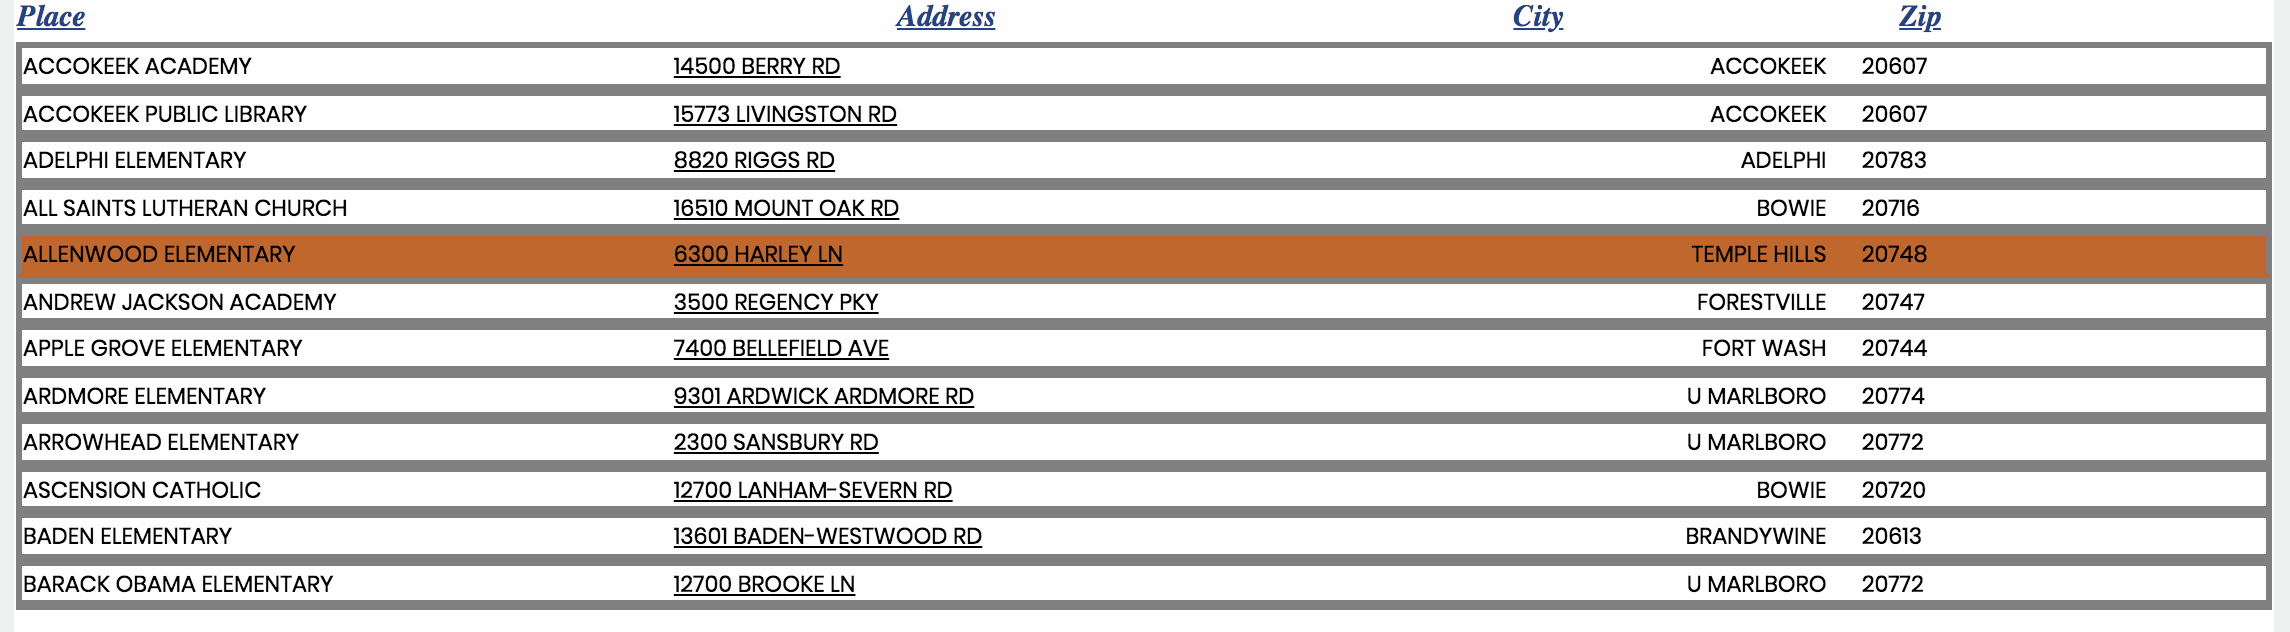 Place Address City Zip
ACCOKEEK ACADEMY 14500 BERRY RD ACCOKEEK 20607
ACCOKEEK PUBLIC LIBRARY 15773 LIVINGSTON RD ACCOKEEK 20607
ADELPHI ELEMENTARY 8820 RIGGS RD ADELPHI 20783
ALL SAINTS LUTHERAN CHURCH 16510 MOUNT OAK RD BOWIE 20716
ALLENWOOD ELEMENTARY 6300 HARLEY LN TEMPLE HILLS 20748
ANDREW JACKSON ACADEMY 3500 REGENCY PKY FORESTVILLE 20747
APPLE GROVE ELEMENTARY 7400 BELLEFIELD AVE FORT WASH 20744
ARDMORE ELEMENTARY 9301 ARDWICK ARDMORE RD U MARLBORO 20774
ARROWHEAD ELEMENTARY 2300 SANSBURY RD U MARLBORO 20772
ASCENSION CATHOLIC 12700 LANHAM-SEVERN RD BOWIE 20720
BADEN ELEMENTARY 13601 BADEN-WESTWOOD RD BRANDYWINE 20613
BARACK OBAMA ELEMENTARY 12700 BROOKE LN U MARLBORO 20772